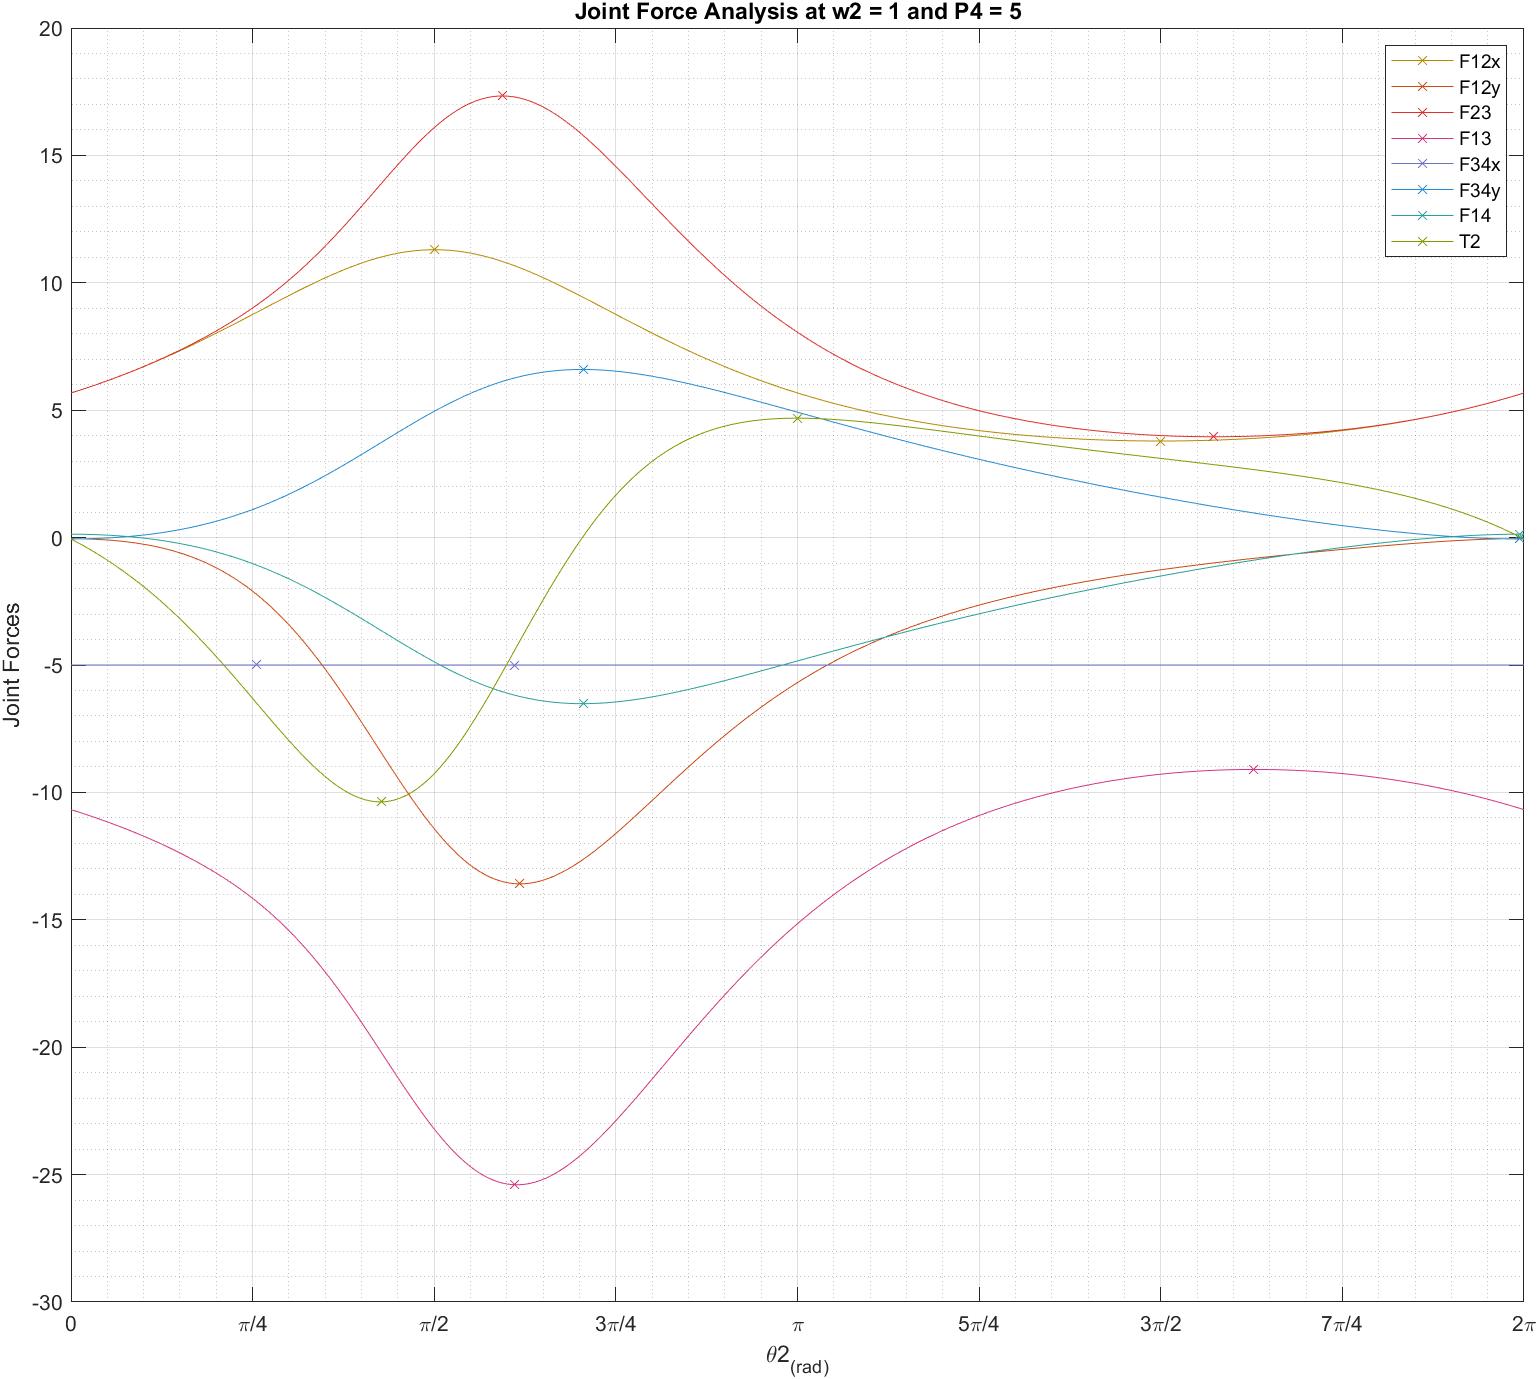 Joint Force Analysis at w2 = 1 and P4 = 5
20
15
10
5
0
-5
-10
-15
-20
-25
-30
Joint Forces
F12x
F12y
F23
F13
F34x
F34y
F14
T2
0 π/4 π/2 3π/4 π 5π/4 3π/2 7π/4 2π
θ2(rad)